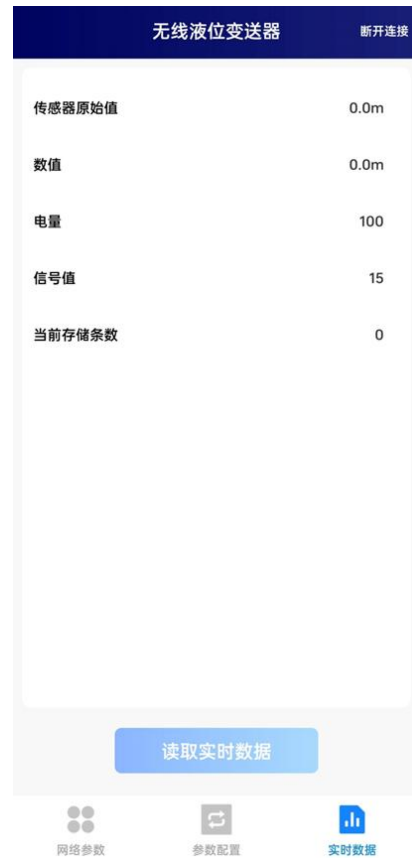 无线液位变送器 断开连接
传感器原始值 0.0m
数值 0.0m
电量 100
信号值 15
当前存储条数 0
读取实时数据
网络参数 参数配置 实时数据